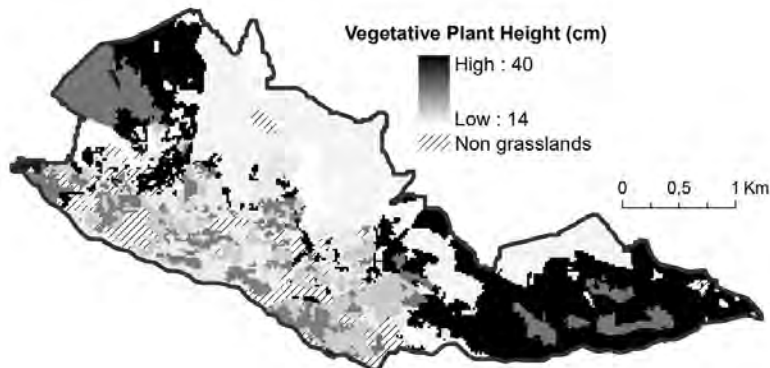 Vegetative Plant Height (cm)
High : 40
Low : 14
Non grasslands
0 0,5 1 Km